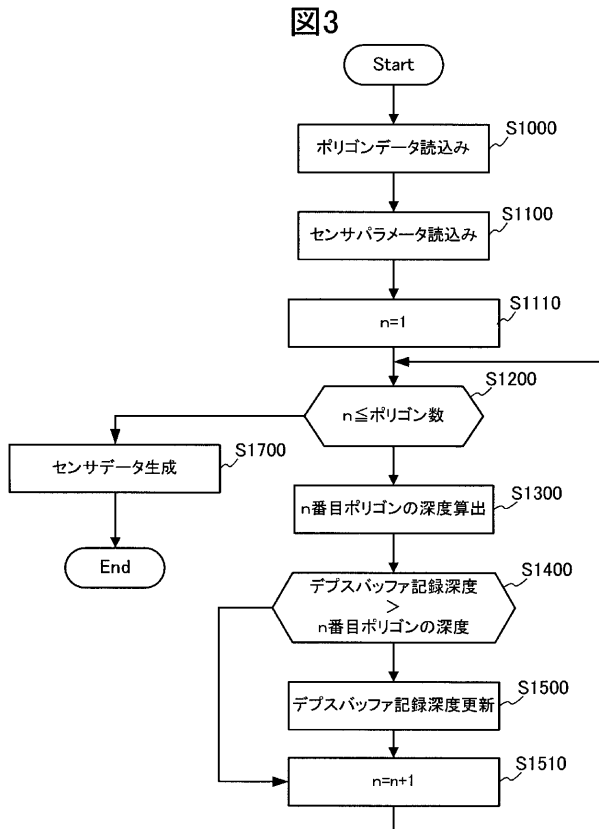 図3
Start
ポリゴンデータ読込み
S1000
センサパラメータ読込み
S1100
n=1
S1110
n≦ポリゴン数
S1200
センサデータ生成
S1700
End
n番目ポリゴンの深度算出
S1300
デプスバッファ記録深度
>
n番目ポリゴンの深度
S1400
デプスバッファ記録深度更新
S1500
n=n+1
S1510